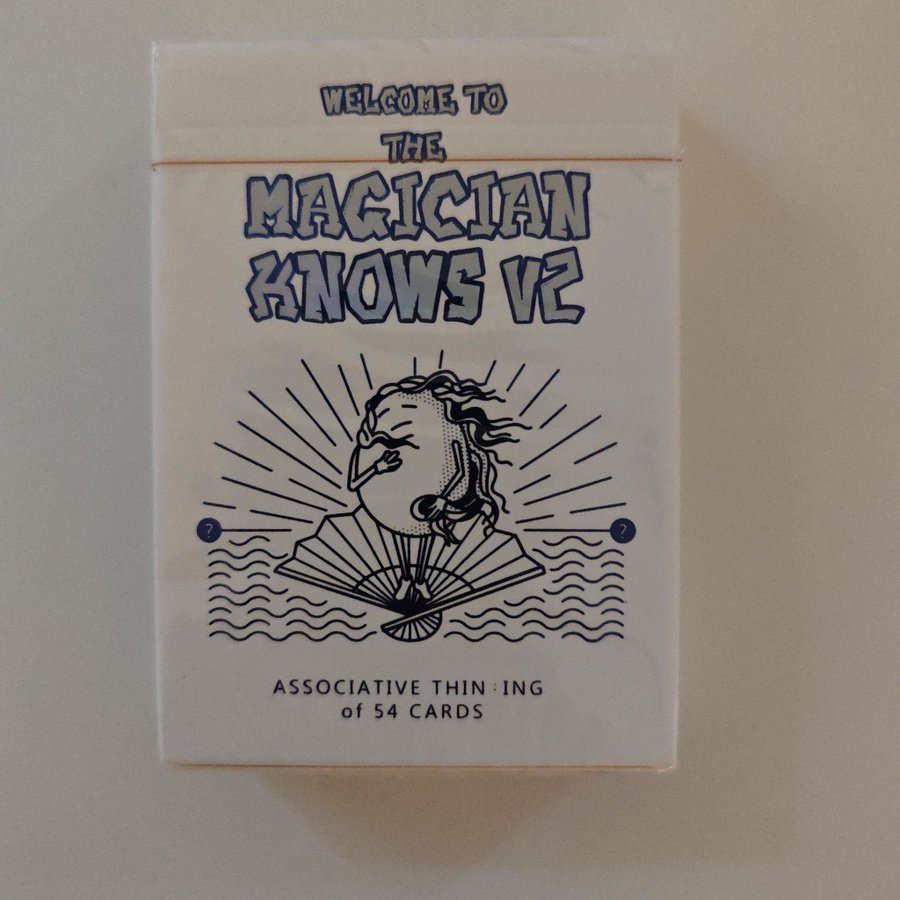 WELCOME TO
THE
MAGICIAN
KNOWS V2
? ?
ASSOCIATIVE THIN:ING
of 54 CARDS